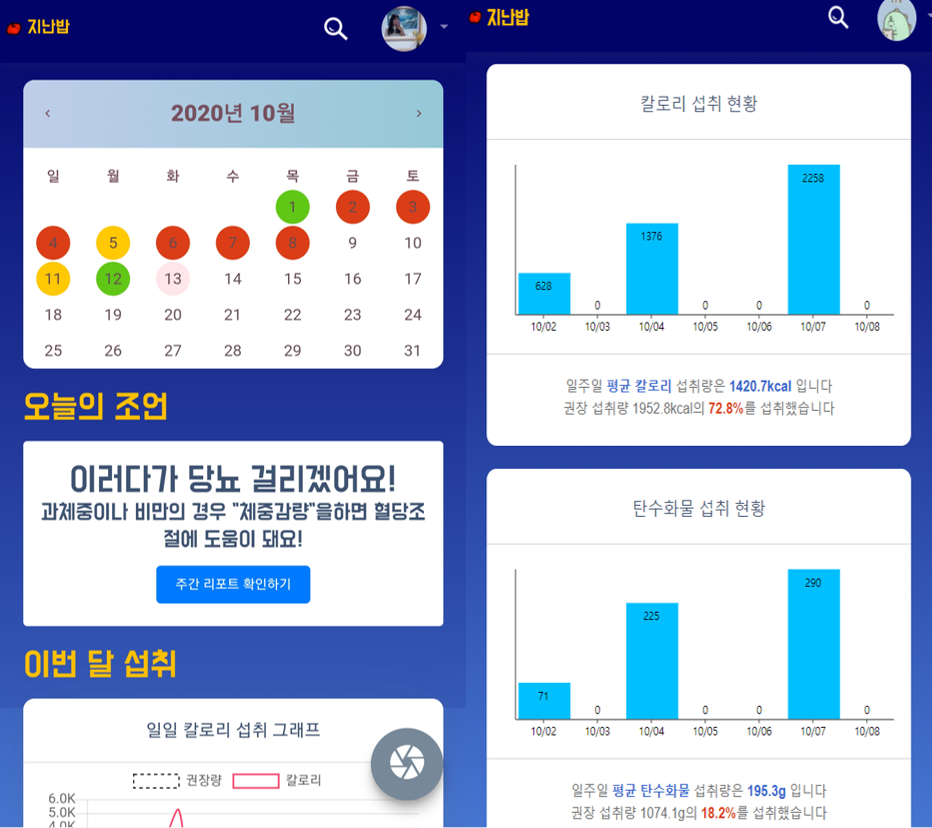 지난밥
‹ 2020년 10월 ›
일 월 화 수 목 금 토
1 2 3
4 5 6 7 8 9 10
11 12 13 14 15 16 17
18 19 20 21 22 23 24
25 26 27 28 29 30 31
오늘의 조언
이러다가 당뇨 걸리겠어요!
과체중이나 비만의 경우 "체중감량"을하면 혈당조
절에 도움이 돼요!
주간 리포트 확인하기
이번 달 섭취
일일 칼로리 섭취 그래프
권장량 칼로리
6.0K
5.0K
4.0K
지난밥
칼로리 섭취 현황
628 0 1376 0 0 2258 0
10/02 10/03 10/04 10/05 10/06 10/07 10/08
일주일 평균 칼로리 섭취량은 1420.7kcal 입니다
권장 섭취량 1952.8kcal의 72.8%를 섭취했습니다
탄수화물 섭취 현황
71 0 225 0 0 290 0
10/02 10/03 10/04 10/05 10/06 10/07 10/08
일주일 평균 탄수화물 섭취량은 195.3g 입니다
권장 섭취량 1074.1g의 18.2%를 섭취했습니다